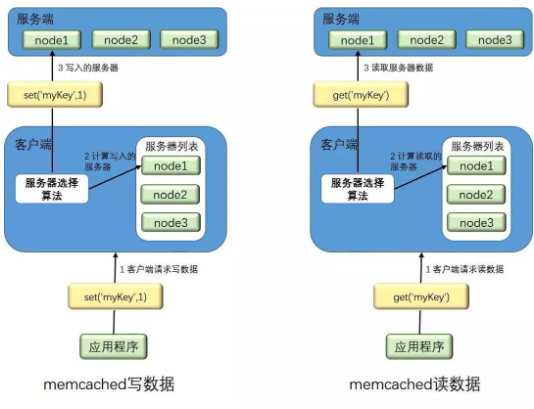 服务端
node1 node2 node3
3 写入的服务器
set('myKey',1)
客户端
服务器列表
2 计算写入的
服务器
node1
服务器选择
算法
node2
node3
1 客户端请求写数据
set('myKey',1)
应用程序
memcached写数据
服务端
node1 node2 node3
3 读取服务器数据
get('myKey')
客户端
服务器列表
2 计算读取的
服务器
node1
服务器选择
算法
node2
node3
1 客户端请求读数据
get('myKey')
应用程序
memcached读数据